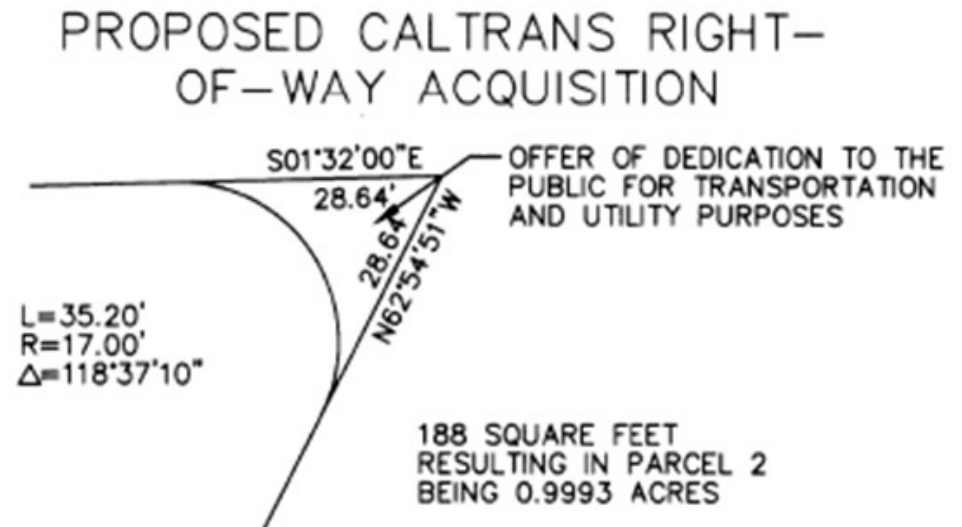 PROPOSED CALTRANS RIGHT-
OF-WAY ACQUISITION
S01°32'00"E
28.64'
28.64'
N62°54'51"W
OFFER OF DEDICATION TO THE
PUBLIC FOR TRANSPORTATION
AND UTILITY PURPOSES
L=35.20'
R=17.00'
Δ=118°37'10"
188 SQUARE FEET
RESULTING IN PARCEL 2
BEING 0.9993 ACRES